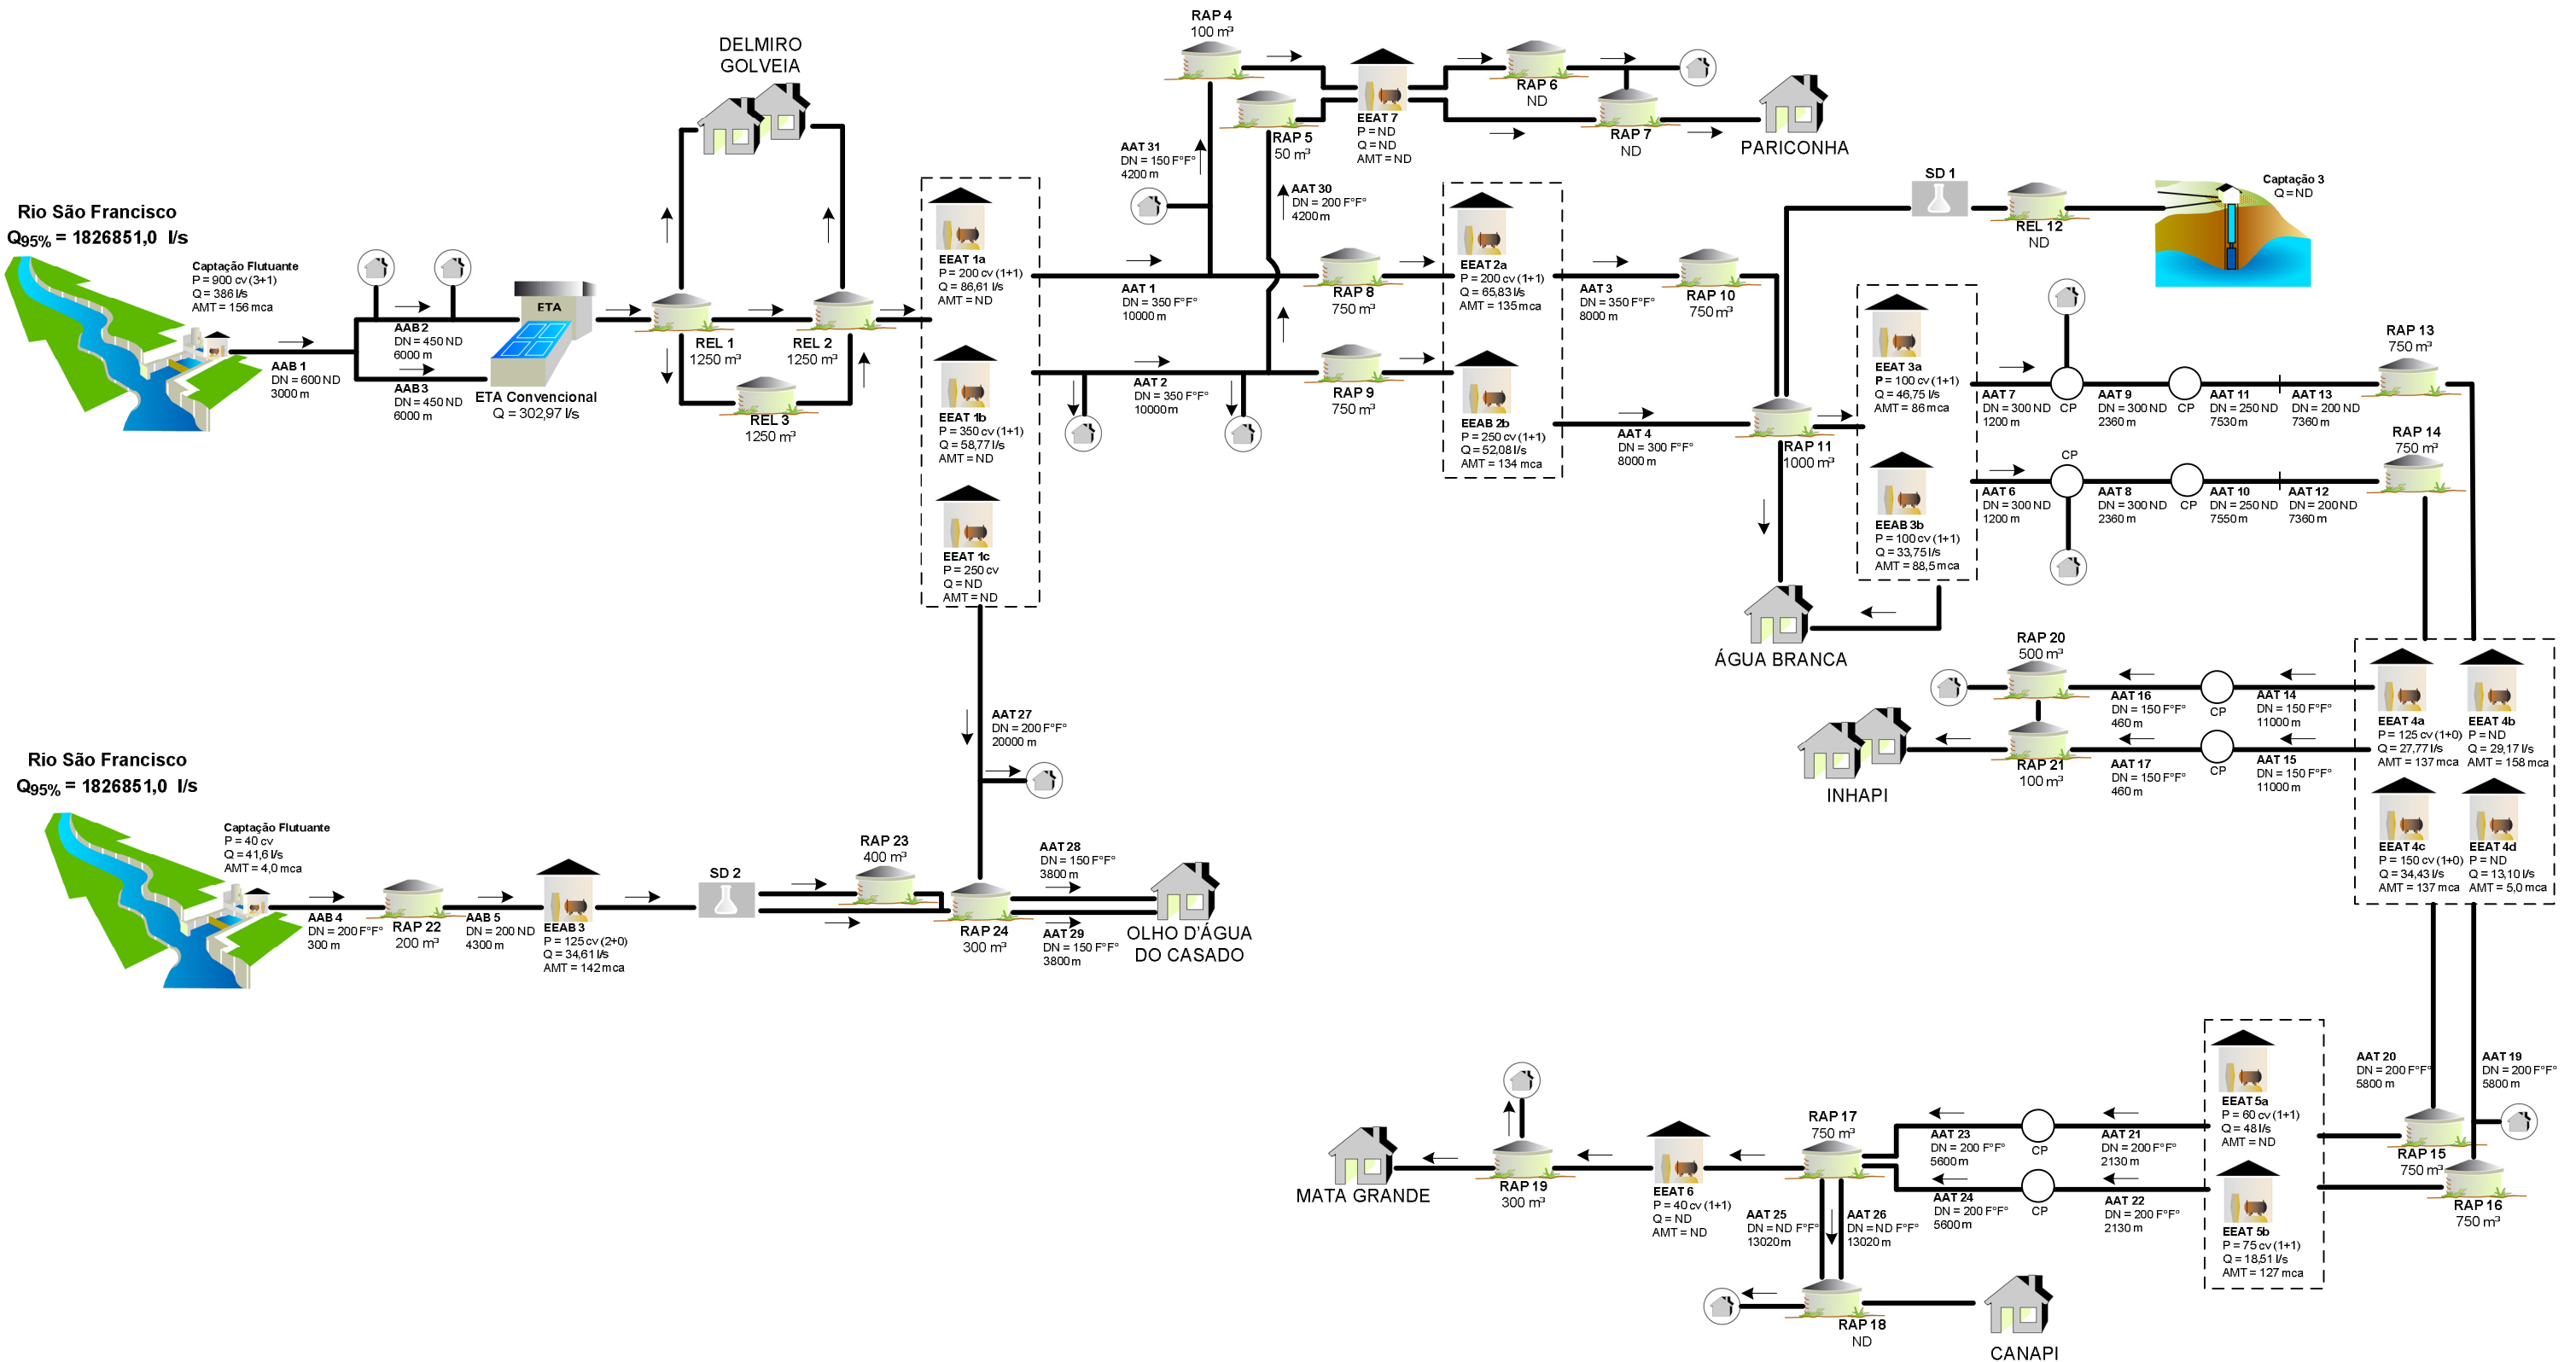 Rio São Francisco
Q95% = 1826851,0 l/s
Captação Flutuante
P = 900 cv (3+1)
Q = 386 l/s
AMT = 156 mca
AAB 1
DN = 600 ND
3000 m
AAB 2
DN = 450 ND
6000 m
AAB 3
DN = 450 ND
6000 m
ETA
ETA Convencional
Q = 302,97 l/s
DELMIRO
GOLVEIA
REL 1
1250 m³
REL 2
1250 m³
REL 3
1250 m³
EEAT 1a
P = 200 cv (1+1)
Q = 86,61 l/s
AMT = ND
EEAT 1b
P = 350 cv (1+1)
Q = 58,77 l/s
AMT = ND
EEAT 1c
P = 250 cv
Q = ND
AMT = ND
AAT 1
DN = 350 F°F°
10000 m
AAT 2
DN = 350 F°F°
10000 m
AAT 31
DN = 150 F°F°
4200 m
AAT 30
DN = 200 F°F°
4200 m
RAP 4
100 m³
RAP 5
50 m³
EEAT 7
P = ND
Q = ND
AMT = ND
RAP 6
ND
RAP 7
ND
PARICONHA
RAP 8
750 m³
RAP 9
750 m³
EEAT 2a
P = 200 cv (1+1)
Q = 65,83 l/s
AMT = 135 mca
EEAB 2b
P = 250 cv (1+1)
Q = 52,08 l/s
AMT = 134 mca
AAT 3
DN = 350 F°F°
8000 m
AAT 4
DN = 300 F°F°
8000 m
RAP 10
750 m³
RAP 11
1000 m³
SD 1
REL 12
ND
Captação 3
Q = ND
ÁGUA BRANCA
EEAT 3a
P = 100 cv (1+1)
Q = 46,75 l/s
AMT = 86 mca
EEAB 3b
P = 100 cv (1+1)
Q = 33,75 l/s
AMT = 88,5 mca
AAT 7
DN = 300 ND
1200 m
CP
AAT 9
DN = 300 ND
2360 m
CP
AAT 11
DN = 250 ND
7530 m
AAT 13
DN = 200 ND
7360 m
RAP 13
750 m³
AAT 6
DN = 300 ND
1200 m
CP
AAT 8
DN = 300 ND
2360 m
CP
AAT 10
DN = 250 ND
7550 m
AAT 12
DN = 200 ND
7360 m
RAP 14
750 m³
EEAT 4a
P = 125 cv (1+0)
Q = 27,77 l/s
AMT = 137 mca
EEAT 4b
P = ND
Q = 29,17 l/s
AMT = 158 mca
EEAT 4c
P = 150 cv (1+0)
Q = 34,43 l/s
AMT = 137 mca
EEAT 4d
P = ND
Q = 13,10 l/s
AMT = 5,0 mca
AAT 14
DN = 150 F°F°
11000 m
CP
AAT 16
DN = 150 F°F°
460 m
RAP 20
500 m³
AAT 15
DN = 150 F°F°
11000 m
CP
AAT 17
DN = 150 F°F°
460 m
RAP 21
100 m³
INHAPI
AAT 27
DN = 200 F°F°
20000 m
Rio São Francisco
Q95% = 1826851,0 l/s
Captação Flutuante
P = 40 cv
Q = 41,6 l/s
AMT = 4,0 mca
AAB 4
DN = 200 F°F°
300 m
RAP 22
200 m³
AAB 5
DN = 200 ND
4300 m
EEAB 3
P = 125 cv (2+0)
Q = 34,61 l/s
AMT = 142 mca
SD 2
RAP 23
400 m³
RAP 24
300 m³
AAT 28
DN = 150 F°F°
3800 m
AAT 29
DN = 150 F°F°
3800 m
OLHO D'ÁGUA
DO CASADO
AAT 20
DN = 200 F°F°
5800 m
AAT 19
DN = 200 F°F°
5800 m
RAP 15
750 m³
RAP 16
750 m³
EEAT 5a
P = 60 cv (1+1)
Q = 48 l/s
AMT = ND
EEAT 5b
P = 75 cv (1+1)
Q = 18,51 l/s
AMT = 127 mca
AAT 21
DN = 200 F°F°
2130 m
CP
AAT 23
DN = 200 F°F°
5600 m
AAT 22
DN = 200 F°F°
2130 m
CP
AAT 24
DN = 200 F°F°
5600 m
RAP 17
750 m³
EEAT 6
P = 40 cv (1+1)
Q = ND
AMT = ND
RAP 19
300 m³
MATA GRANDE
AAT 25
DN = ND F°F°
13020 m
AAT 26
DN = ND F°F°
13020 m
RAP 18
ND
CANAPI